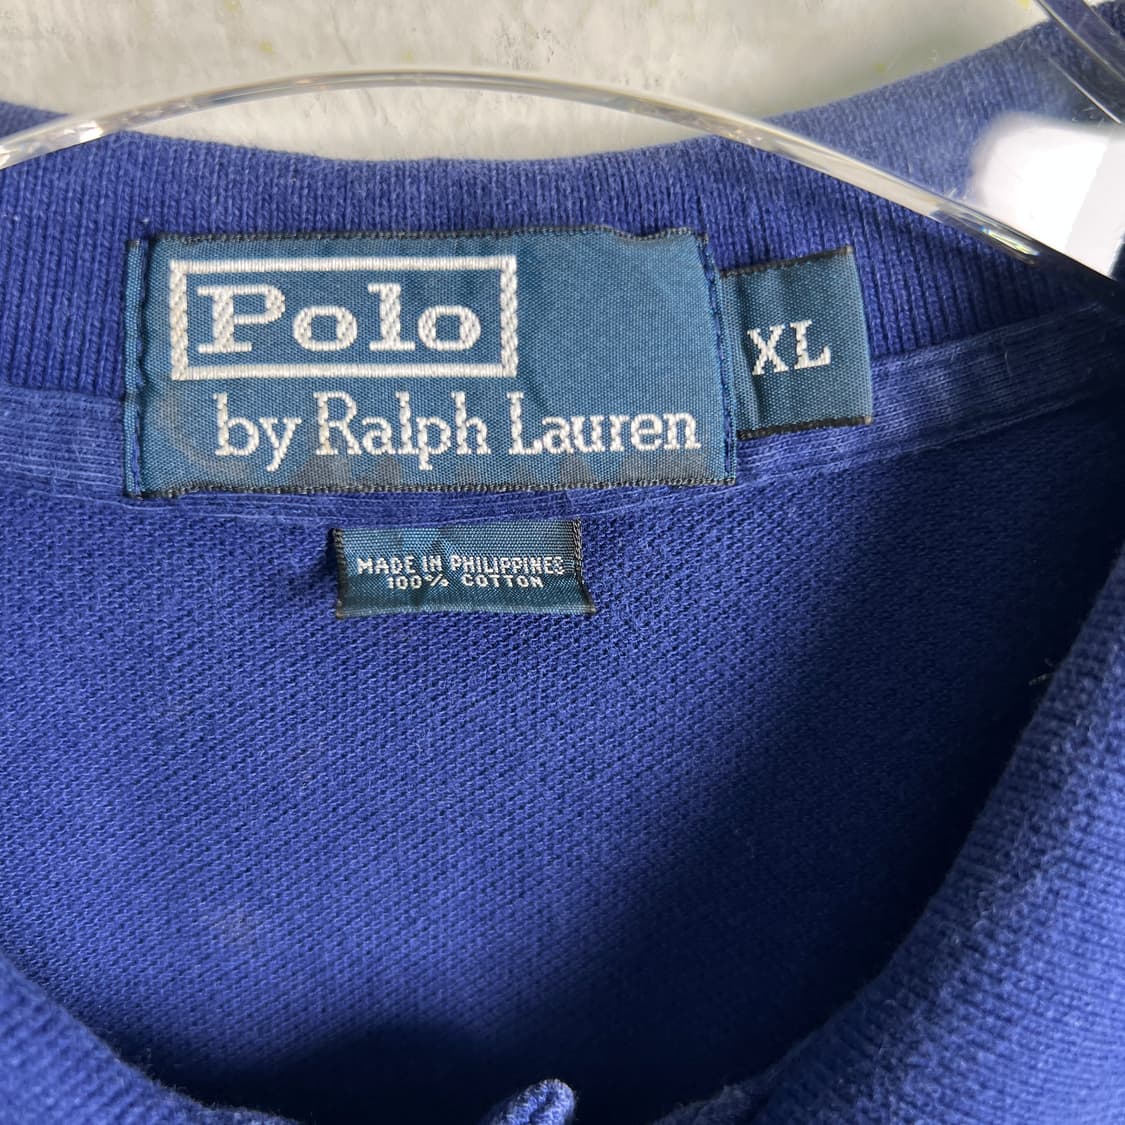 Polo
by Ralph Lauren
XL
MADE IN PHILIPPINES
100% COTTON